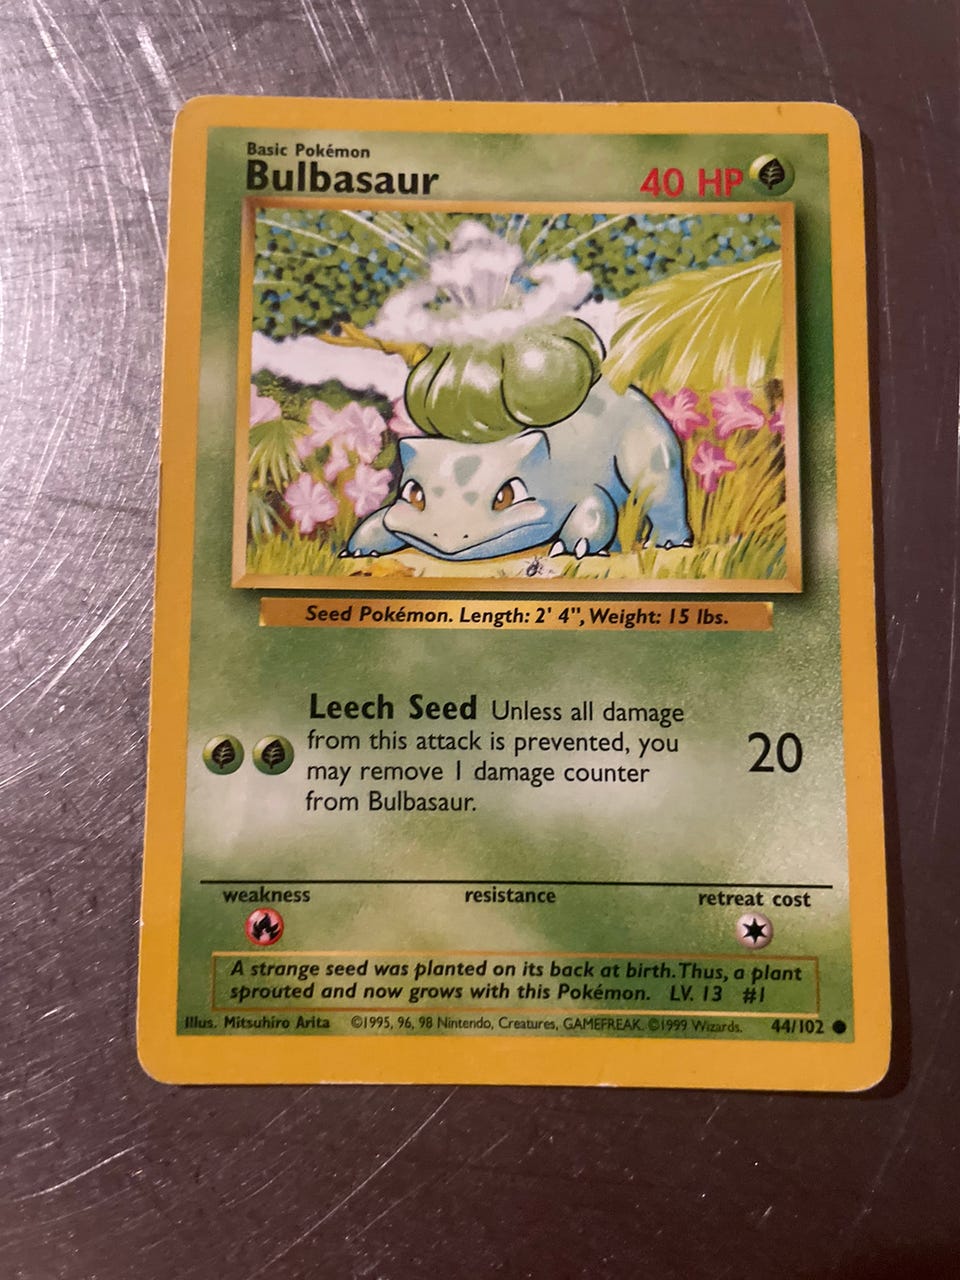 Basic Pokémon
Bulbasaur
40 HP
Seed Pokémon. Length: 2' 4", Weight: 15 lbs.
Leech Seed Unless all damage
from this attack is prevented, you
may remove 1 damage counter
from Bulbasaur.
20
weakness resistance retreat cost
A strange seed was planted on its back at birth. Thus, a plant
sprouted and now grows with this Pokémon. LV. 13 #1
Illus. Mitsuhiro Arita ©1995, 96, 98 Nintendo, Creatures, GAMEFREAK. ©1999 Wizards. 44/102